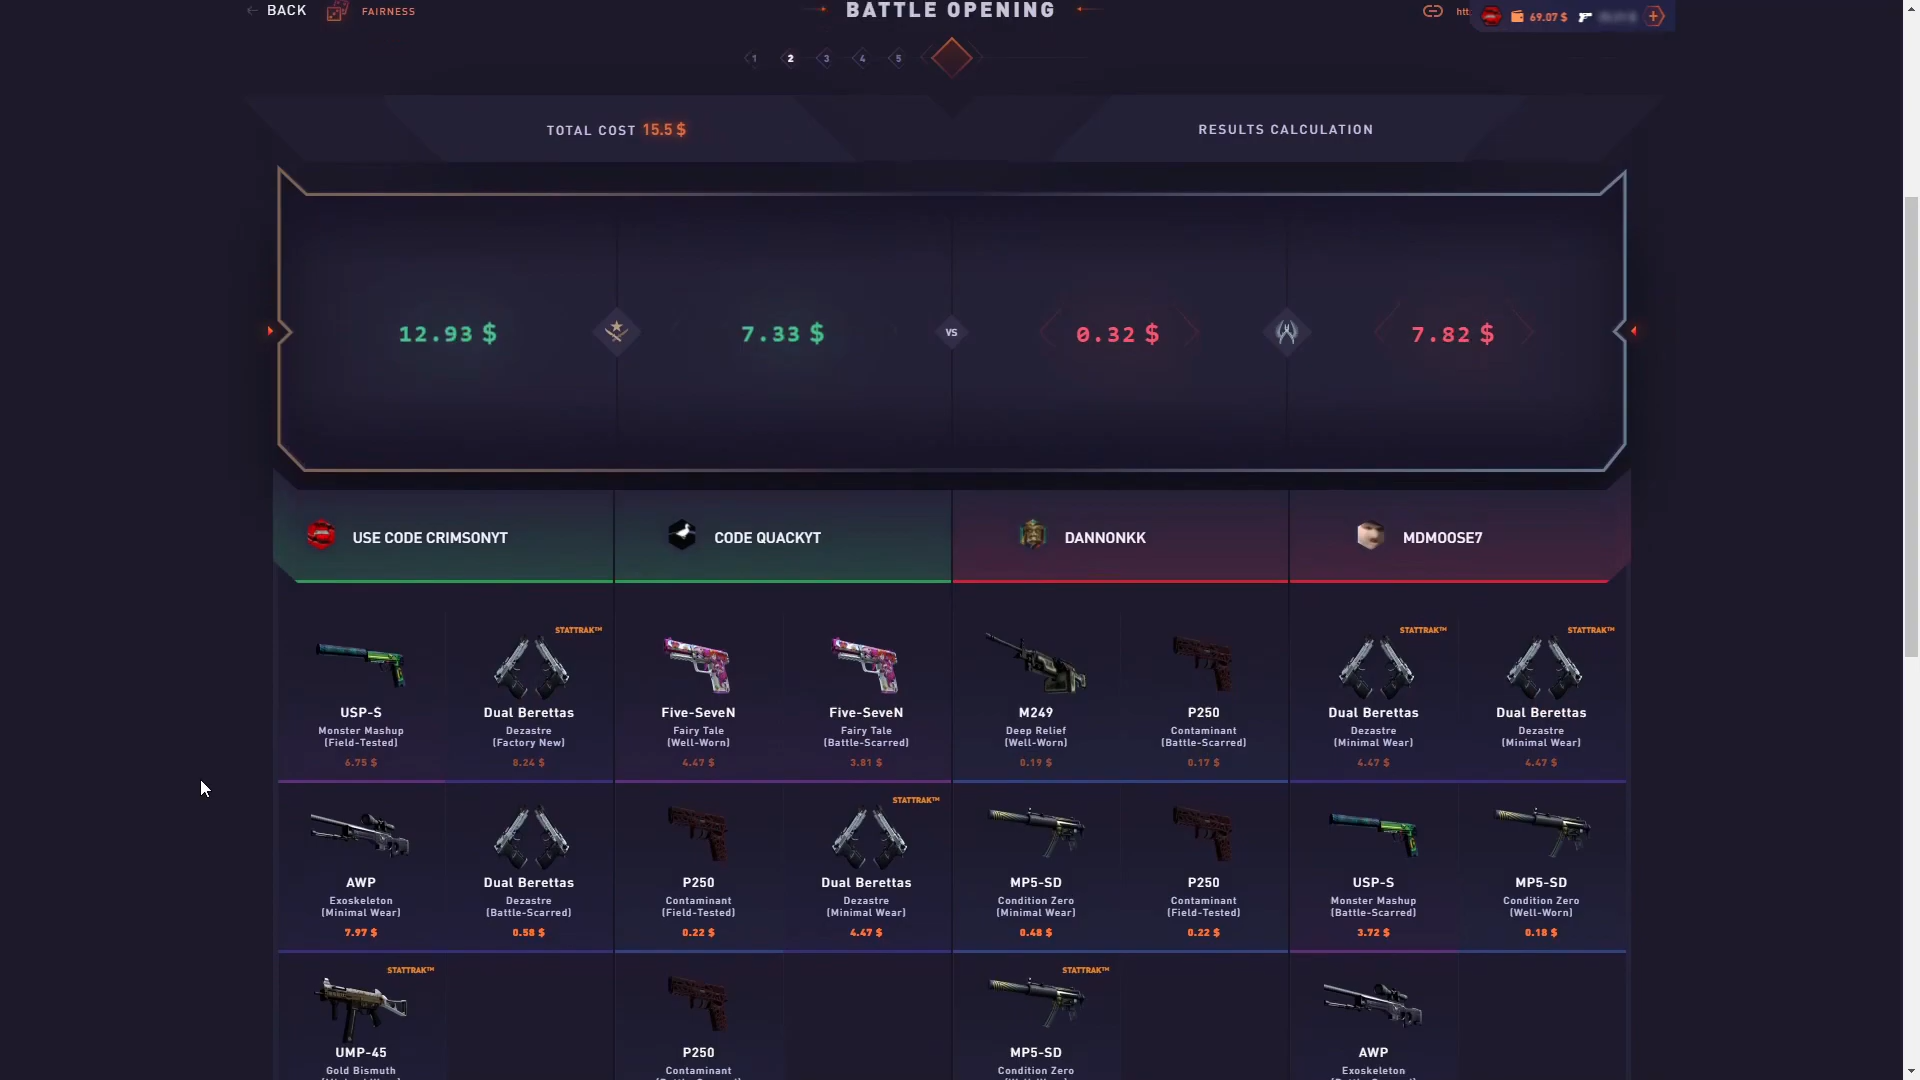 BACK
FAIRNESS
BATTLE OPENING
htt
69.07 $
1
2
3
4
5
TOTAL COST 15.5 $
RESULTS CALCULATION
12.93 $
7.33 $
VS
0.32 $
7.82 $
USE CODE CRIMSONYT
CODE QUACKYT
DANNONKK
MDMOOSE7
USP-S
Monster Mashup
(Field-Tested)
6.75 $
STATTRAK™
Dual Berettas
Dezastre
(Factory New)
8.24 $
Five-SeveN
Fairy Tale
(Well-Worn)
4.47 $
Five-SeveN
Fairy Tale
(Battle-Scarred)
3.81 $
M249
Deep Relief
(Well-Worn)
0.19 $
P250
Contaminant
(Battle-Scarred)
0.17 $
STATTRAK™
Dual Berettas
Dezastre
(Minimal Wear)
4.47 $
STATTRAK™
Dual Berettas
Dezastre
(Minimal Wear)
4.47 $
AWP
Exoskeleton
(Minimal Wear)
7.97 $
Dual Berettas
Dezastre
(Battle-Scarred)
0.58 $
P250
Contaminant
(Field-Tested)
0.22 $
STATTRAK™
Dual Berettas
Dezastre
(Minimal Wear)
4.47 $
MP5-SD
Condition Zero
(Minimal Wear)
0.48 $
P250
Contaminant
(Field-Tested)
0.22 $
USP-S
Monster Mashup
(Battle-Scarred)
3.72 $
MP5-SD
Condition Zero
(Well-Worn)
0.18 $
STATTRAK™
UMP-45
Gold Bismuth
P250
Contaminant
STATTRAK™
MP5-SD
Condition Zero
AWP
Exoskeleton